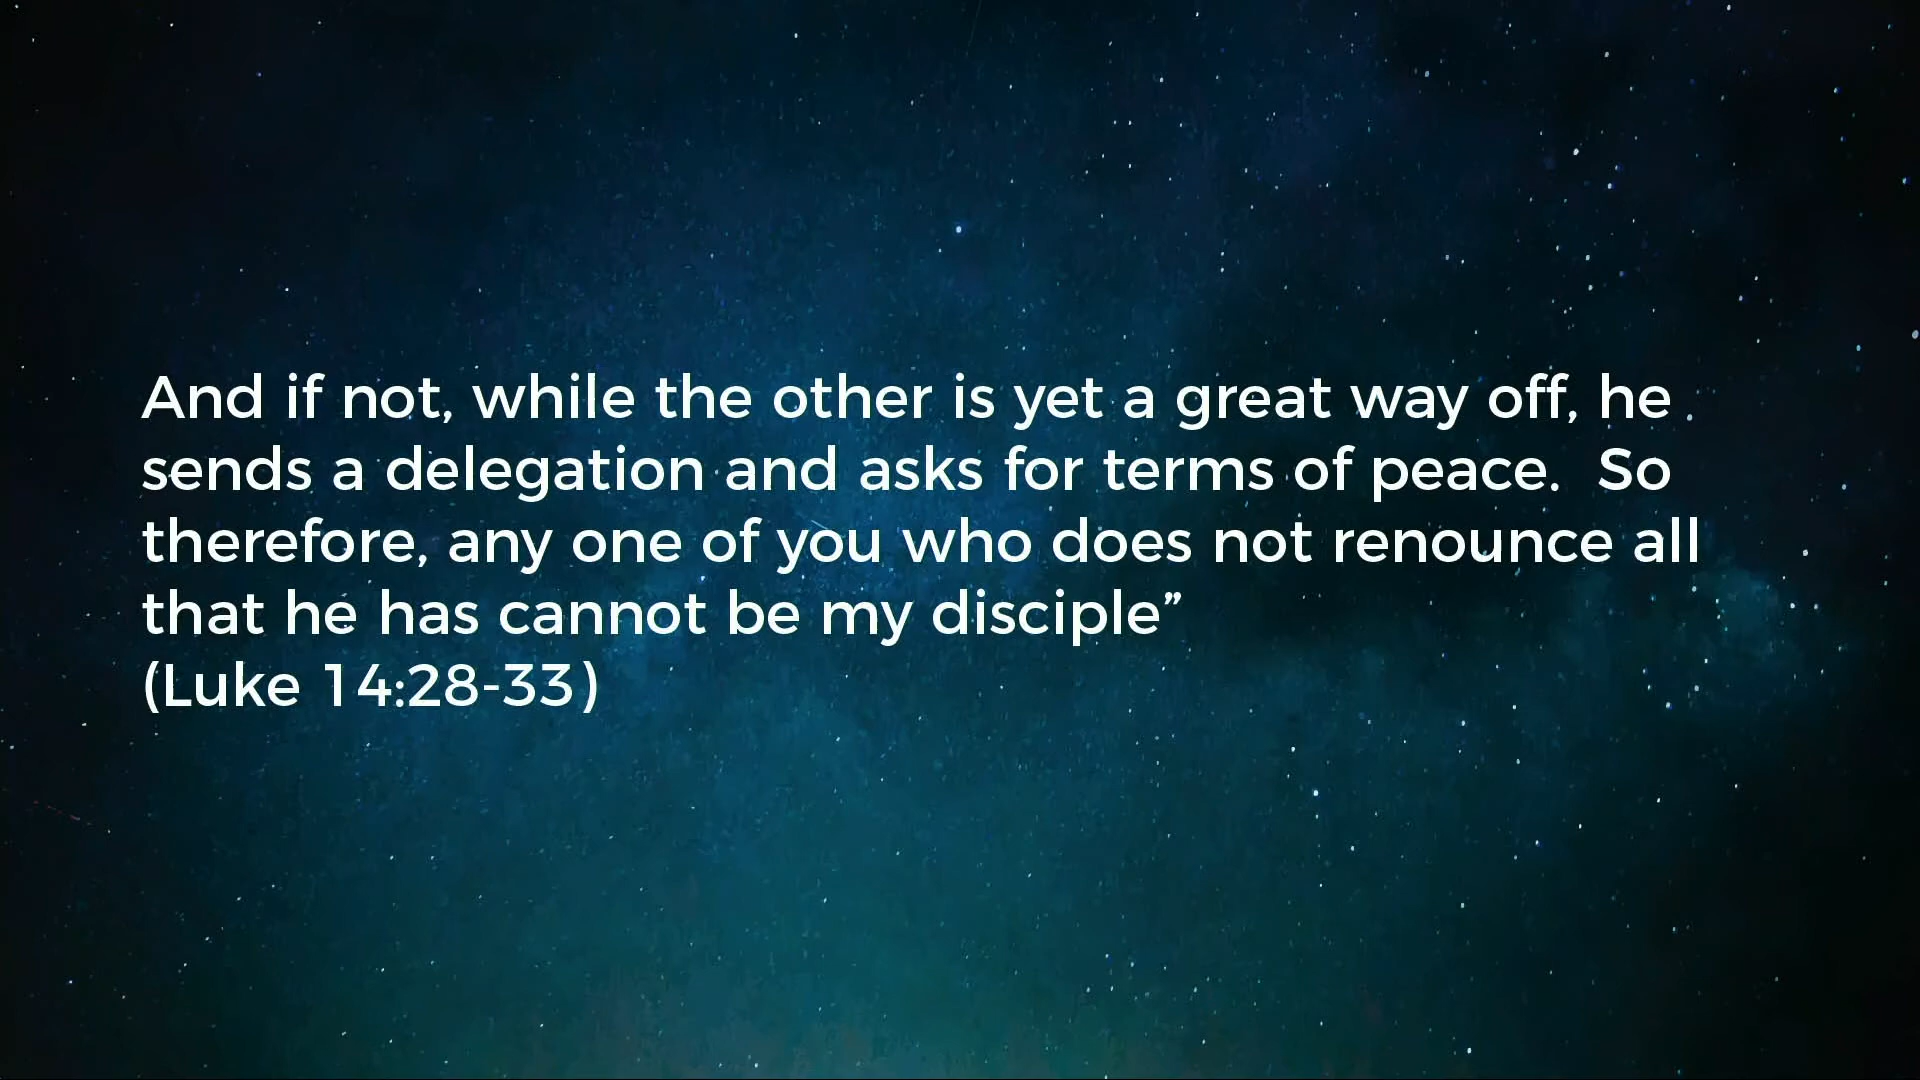 And if not, while the other is yet a great way off, he
sends a delegation and asks for terms of peace.  So
therefore, any one of you who does not renounce all
that he has cannot be my disciple”
(Luke 14:28-33)